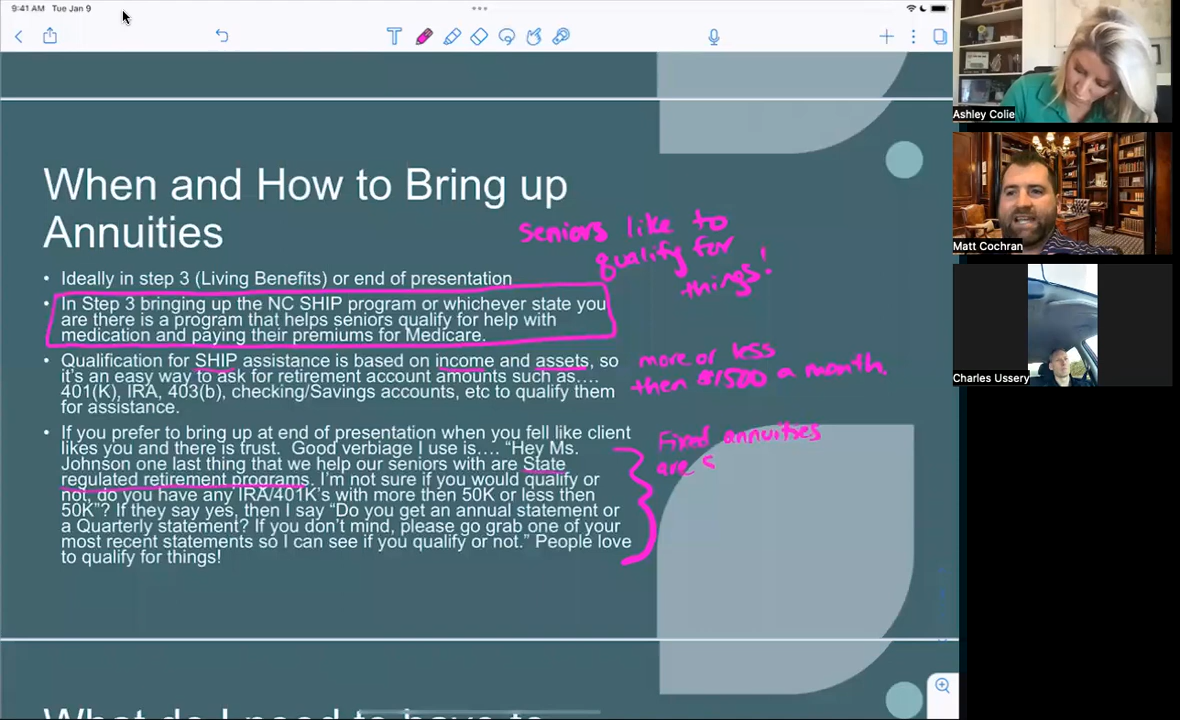 9:41 AM Tue Jan 9
When and How to Bring up
Annuities
seniors like to
qualify for
things!
• Ideally in step 3 (Living Benefits) or end of presentation
• In Step 3 bringing up the NC SHIP program or whichever state you
are there is a program that helps seniors qualify for help with
medication and paying their premiums for Medicare.
• Qualification for SHIP assistance is based on income and assets, so
it's an easy way to ask for retirement account amounts such as….
401(K), IRA, 403(b), checking/Savings accounts, etc to qualify them
for assistance.
more or less
then $1500 a month.
• If you prefer to bring up at end of presentation when you fell like client
likes you and there is trust. Good verbiage I use is…. “Hey Ms.
Johnson one last thing that we help our seniors with are State
regulated retirement programs. I'm not sure if you would qualify or
not, do you have any IRA/401K's with more then 50K or less then
50K”? If they say yes, then I say “Do you get an annual statement or
a Quarterly statement? If you don't mind, please go grab one of your
most recent statements so I can see if you qualify or not.” People love
to qualify for things!
Fixed annuitses
are s
What do I need to have to
Ashley Colie
Matt Cochran
Charles Ussery